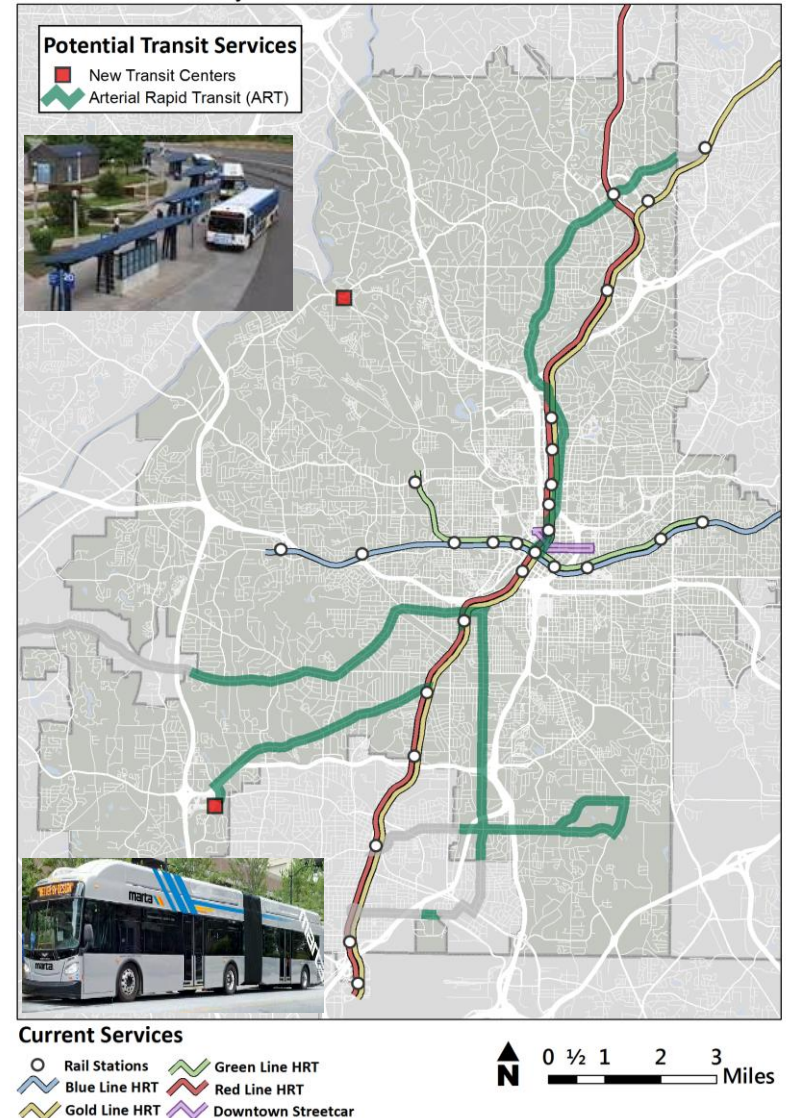 Potential Transit Services
New Transit Centers
Arterial Rapid Transit (ART)
20
marta
marta
Current Services
Rail Stations
Green Line HRT
Blue Line HRT
Red Line HRT
Gold Line HRT
Downtown Streetcar
N
0 ½ 1 2 3
Miles